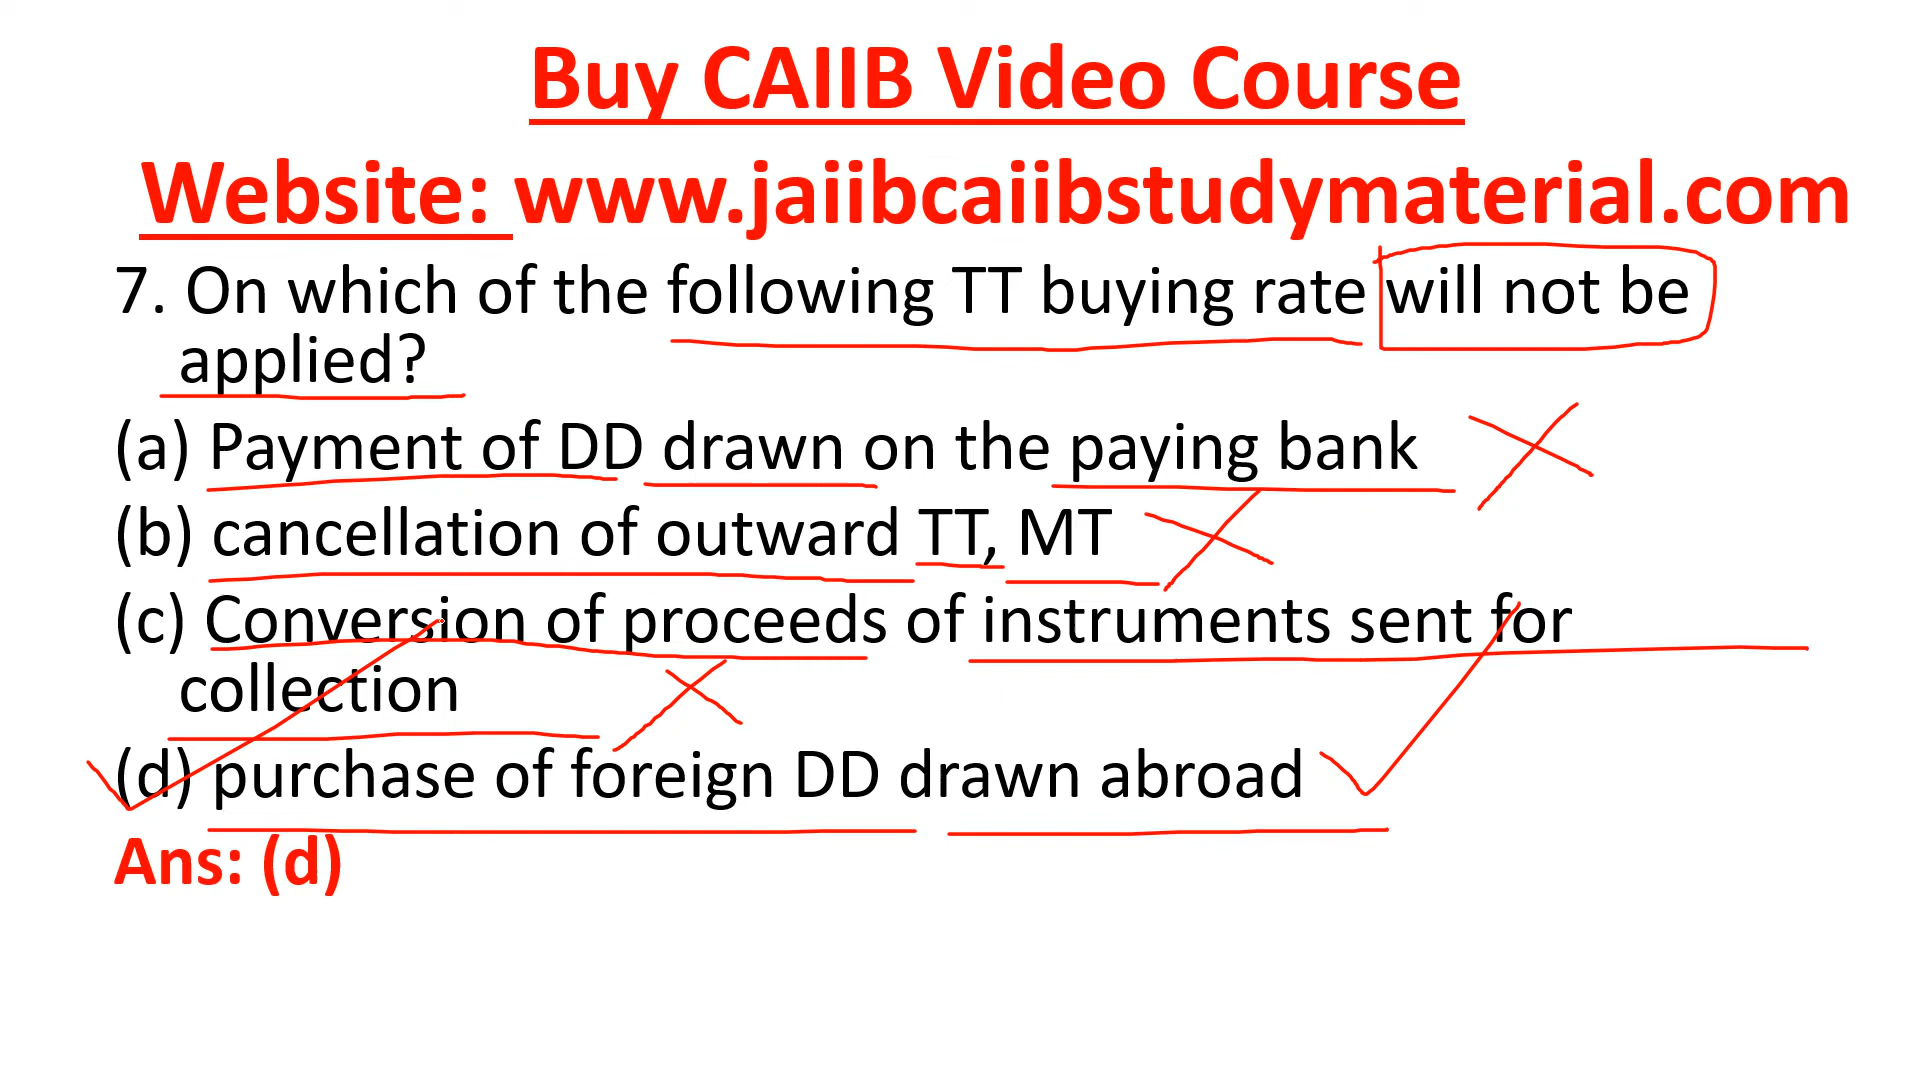 Buy CAIIB Video Course
Website: www.jaiibcaiibstudymaterial.com
7. On which of the following TT buying rate will not be
applied?
(a) Payment of DD drawn on the paying bank
(b) cancellation of outward TT, MT
(c) Conversion of proceeds of instruments sent for
collection
(d) purchase of foreign DD drawn abroad
Ans: (d)